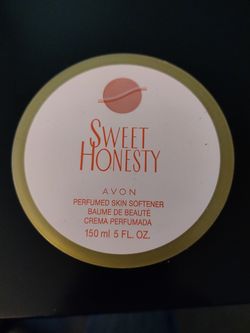 SWEET
HONESTY
AVON
PERFUMED SKIN SOFTENER
BAUME DE BEAUTÉ
CREMA PERFUMADA
150 ml 5 FL. OZ.